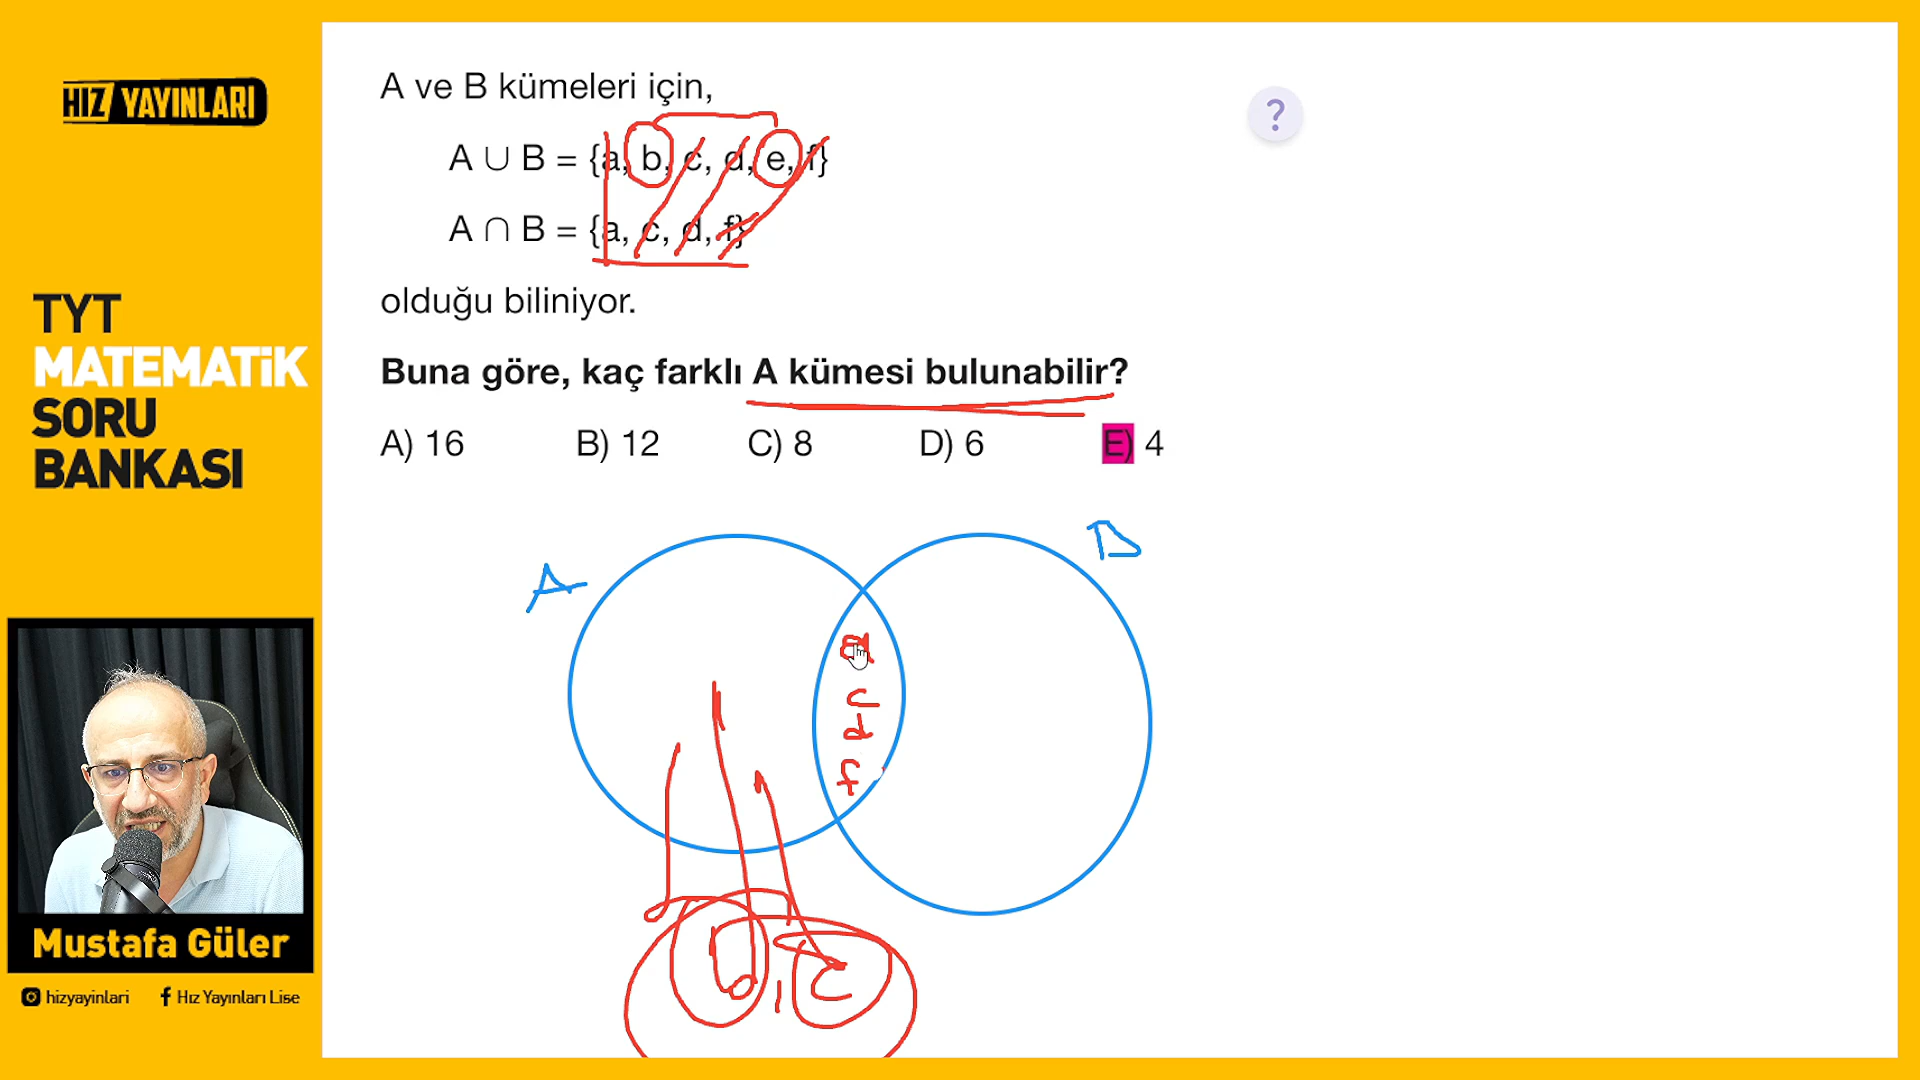 HIZ YAYINLARI
TYT
MATEMATİK
SORU
BANKASI
Mustafa Güler
hizyayinlari
Hız Yayınları Lise
A ve B kümeleri için,
A ∪ B = {a, b, c, d, e, f}
A ∩ B = {a, c, d, f}
olduğu biliniyor.
Buna göre, kaç farklı A kümesi bulunabilir?
A) 16 B) 12 C) 8 D) 6 E) 4
?
A
B
a
c
d
f